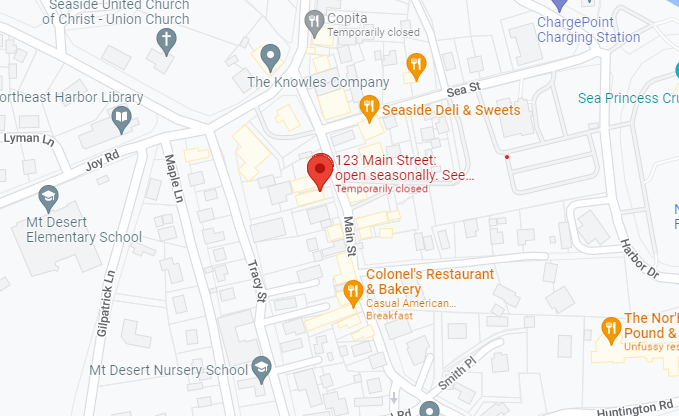 Seaside United Church
of Christ - Union Church
Copita
Temporarily closed
ChargePoint
Charging Station
The Knowles Company
Sea St
Northeast Harbor Library
Seaside Deli & Sweets
Sea Princess Cru
Lyman Ln
Joy Rd
Maple Ln
123 Main Street:
open seasonally. See...
Temporarily closed
Mt Desert
Elementary School
Main St
Harbor Dr
Gilpatrick Ln
Tracy St
Colonel's Restaurant
& Bakery
Casual American...
Breakfast
The Nor'
Pound &
Unfussy res
Mt Desert Nursery School
Smith Pl
Rd
Huntington Rd